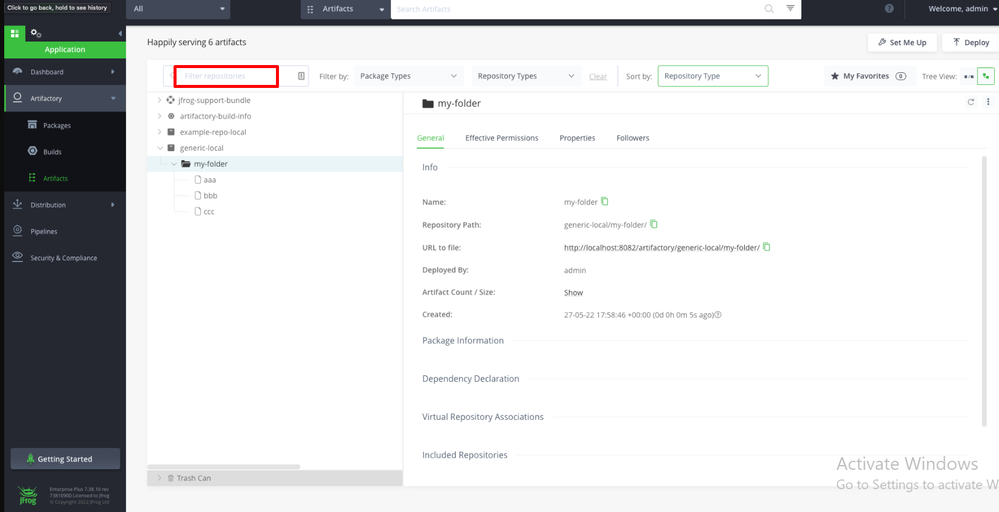 Click to go back, hold to see history
All
Artifacts
Search Artifacts
Welcome, admin
Application
Happily serving 6 artifacts
Set Me Up
Deploy
Dashboard
Filter repositories
Filter by:
Package Types
Repository Types
Clear
Sort by:
Repository Type
My Favorites
0
Tree View:
Artifactory
Packages
Builds
Artifacts
Distribution
Pipelines
Security & Compliance
jfrog-support-bundle
artifactory-build-info
example-repo-local
generic-local
my-folder
aaa
bbb
ccc
my-folder
General
Effective Permissions
Properties
Followers
Info
Name:
my-folder
Repository Path:
generic-local/my-folder/
URL to file:
http://localhost:8082/artifactory/generic-local/my-folder/
Deployed By:
admin
Artifact Count / Size:
Show
Created:
27-05-22 17:58:46 +00:00 (0d 0h 0m 5s ago)
Package Information
Dependency Declaration
Virtual Repository Associations
Included Repositories
Getting Started
Trash Can
JFrog
Enterprise Plus 7.38.10 rev
73810900 Licensed to jfrog
© Copyright 2022 JFrog Ltd
Activate Windows
Go to Settings to activate W